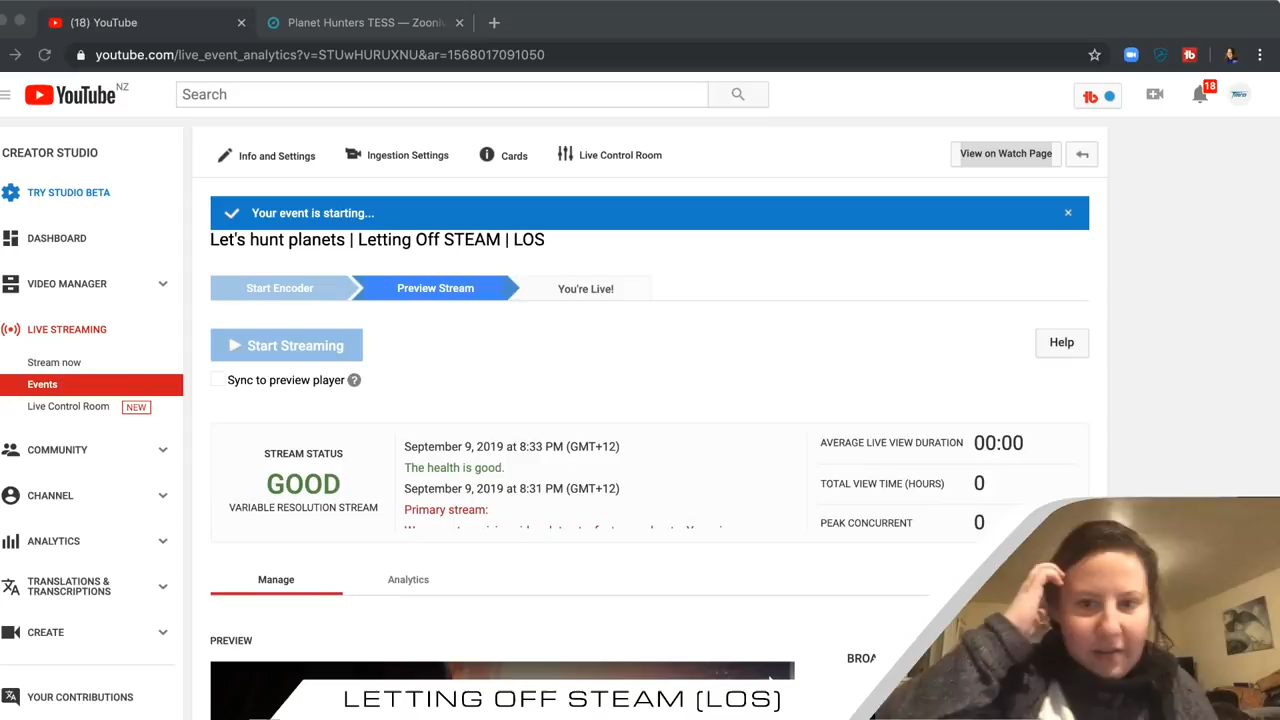 (18) YouTube
Planet Hunters TESS — Zooniv
youtube.com/live_event_analytics?v=STUwHURUXNU&ar=1568017091050
YouTube NZ
Search
18
CREATOR STUDIO
TRY STUDIO BETA
DASHBOARD
VIDEO MANAGER
LIVE STREAMING
Stream now
Events
Live Control Room NEW
COMMUNITY
CHANNEL
ANALYTICS
TRANSLATIONS &
TRANSCRIPTIONS
CREATE
YOUR CONTRIBUTIONS
Info and Settings
Ingestion Settings
Cards
Live Control Room
View on Watch Page
Your event is starting...
Let's hunt planets | Letting Off STEAM | LOS
Start Encoder
Preview Stream
You're Live!
Start Streaming
Help
Sync to preview player ?
STREAM STATUS
GOOD
VARIABLE RESOLUTION STREAM
September 9, 2019 at 8:33 PM (GMT+12)
The health is good.
September 9, 2019 at 8:31 PM (GMT+12)
Primary stream:
AVERAGE LIVE VIEW DURATION 00:00
TOTAL VIEW TIME (HOURS) 0
PEAK CONCURRENT 0
Manage
Analytics
PREVIEW
BROA
LETTING OFF STEAM (LOS)